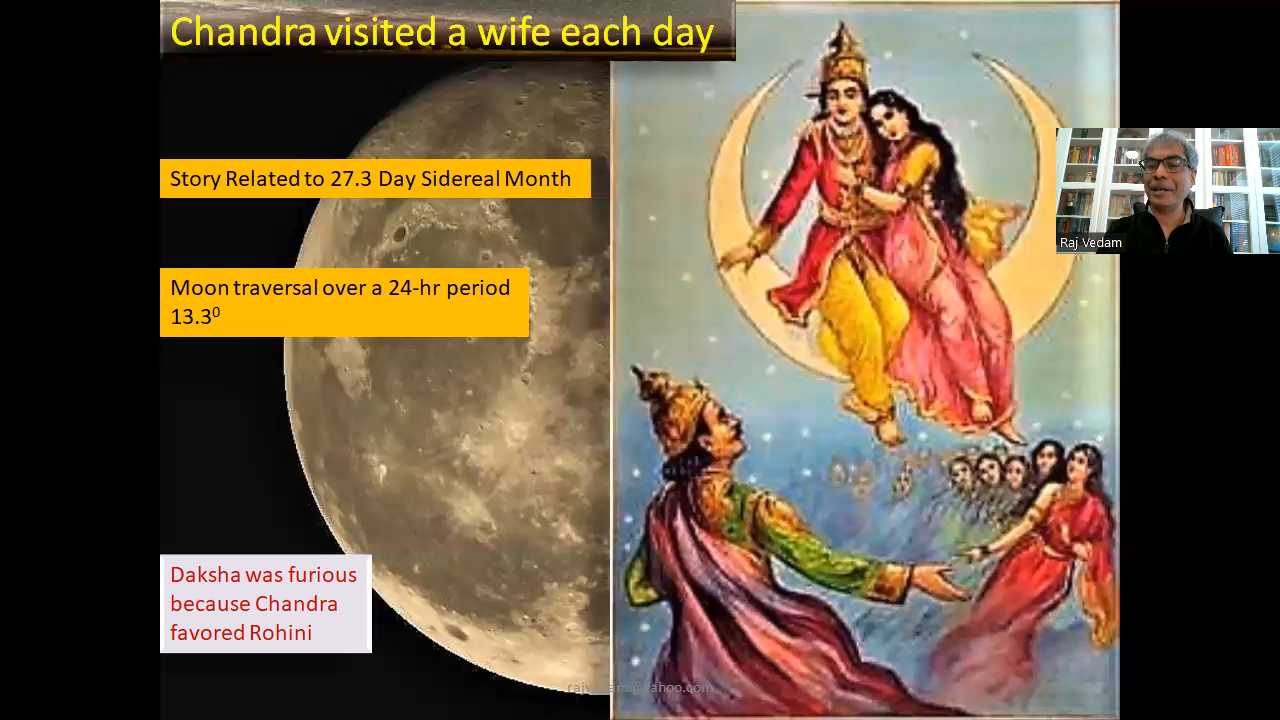 Chandra visited a wife each day
Story Related to 27.3 Day Sidereal Month
Moon traversal over a 24-hr period
13.3⁰
Raj Vedam
Daksha was furious
because Chandra
favored Rohini